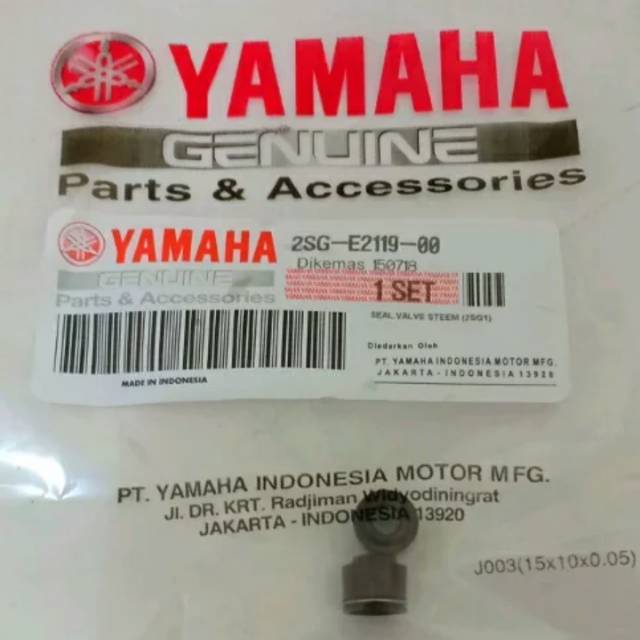 YAMAHA
GENUINE
Parts & Accessories
YAMAHA
GENUINE
Parts & Accessories
2SG-E2119-00
Dikemas 150718
1 SET
SEAL VALVE STEEM (2SG1)
Diedarkan Oleh
PT. YAMAHA INDONESIA MOTOR MFG.
JAKARTA - INDONESIA 13920
MADE IN INDONESIA
PT. YAMAHA INDONESIA MOTOR MFG.
Jl. DR. KRT. Radjiman Widyodiningrat
JAKARTA - INDONESIA 13920
J003(15x10x0.05)